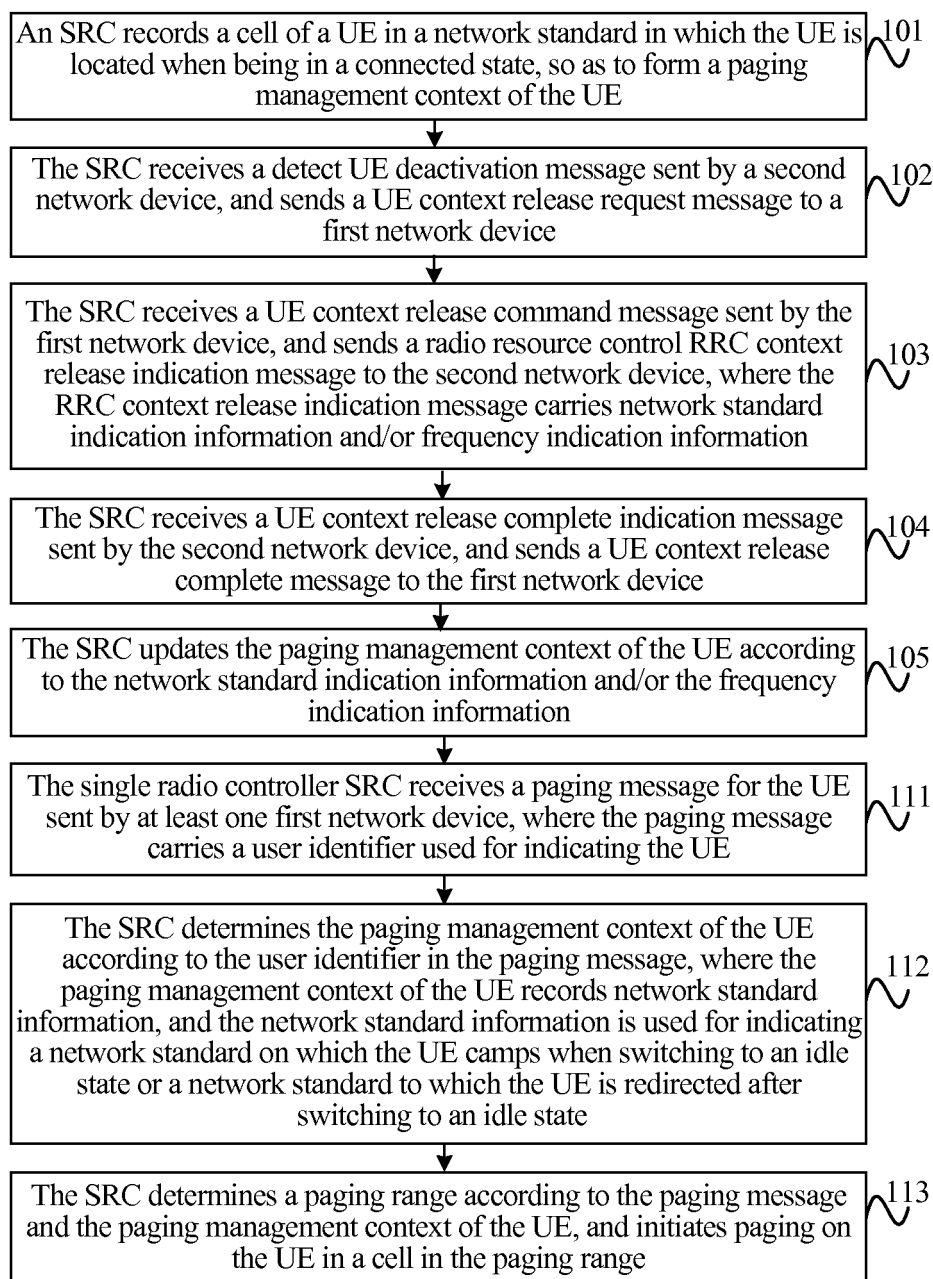 An SRC records a cell of a UE in a network standard in which the UE is
located when being in a connected state, so as to form a paging
management context of the UE
101
The SRC receives a detect UE deactivation message sent by a second
network device, and sends a UE context release request message to a
first network device
102
The SRC receives a UE context release command message sent by the
first network device, and sends a radio resource control RRC context
release indication message to the second network device, where the
RRC context release indication message carries network standard
indication information and/or frequency indication information
103
The SRC receives a UE context release complete indication message
sent by the second network device, and sends a UE context release
complete message to the first network device
104
The SRC updates the paging management context of the UE according
to the network standard indication information and/or the frequency
indication information
105
The single radio controller SRC receives a paging message for the UE
sent by at least one first network device, where the paging message
carries a user identifier used for indicating the UE
111
The SRC determines the paging management context of the UE
according to the user identifier in the paging message, where the
paging management context of the UE records network standard
information, and the network standard information is used for indicating
a network standard on which the UE camps when switching to an idle
state or a network standard to which the UE is redirected after
switching to an idle state
112
The SRC determines a paging range according to the paging message
and the paging management context of the UE, and initiates paging on
the UE in a cell in the paging range
113